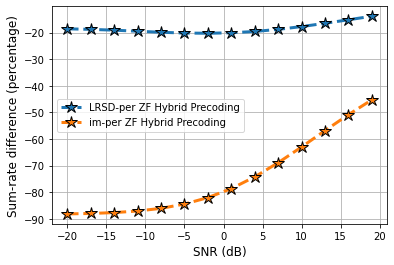 −10
−20
−30
−40
−50
−60
−70
−80
−90
Sum-rate difference (percentage)
LRSD-per ZF Hybrid Precoding
im-per ZF Hybrid Precoding
−20 −15 −10 −5 0 5 10 15 20
SNR (dB)